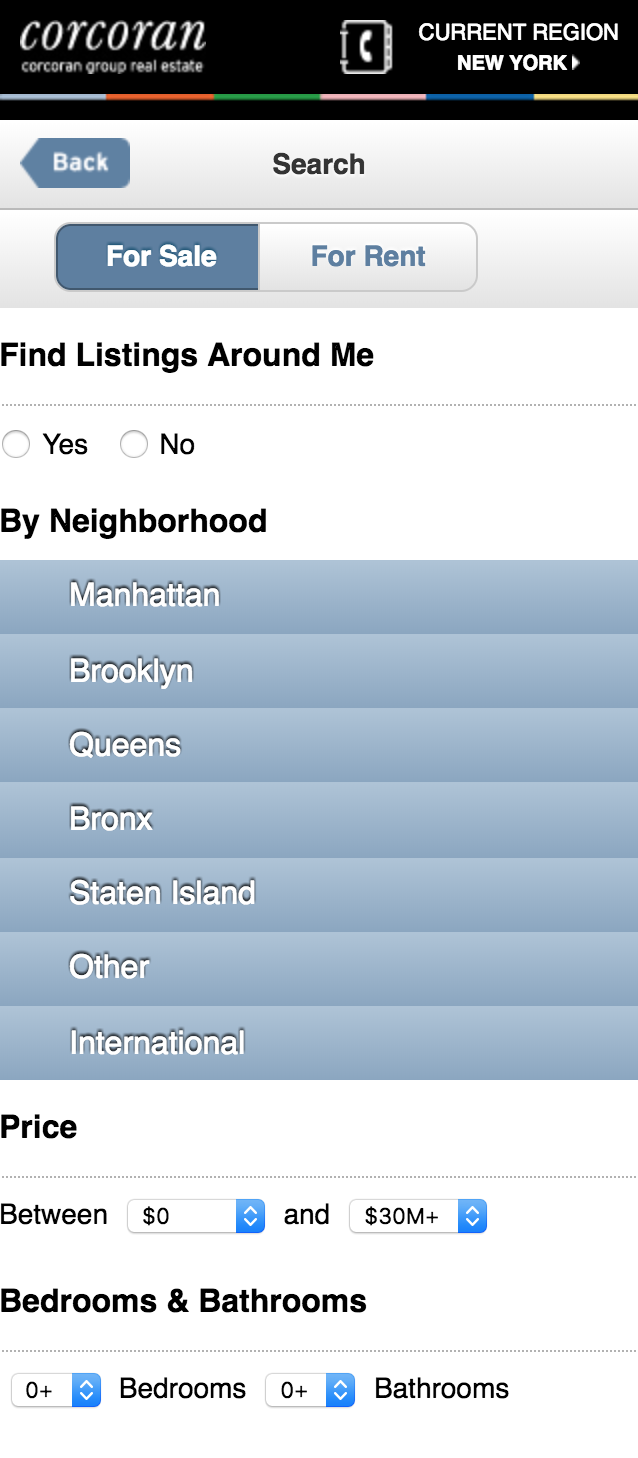 corcoran
corcoran group real estate
CURRENT REGION
NEW YORK
Back
Search
For Sale
For Rent
Find Listings Around Me
Yes No
By Neighborhood
Manhattan
Brooklyn
Queens
Bronx
Staten Island
Other
International
Price
Between $0 and $30M+
Bedrooms & Bathrooms
0+ Bedrooms 0+ Bathrooms